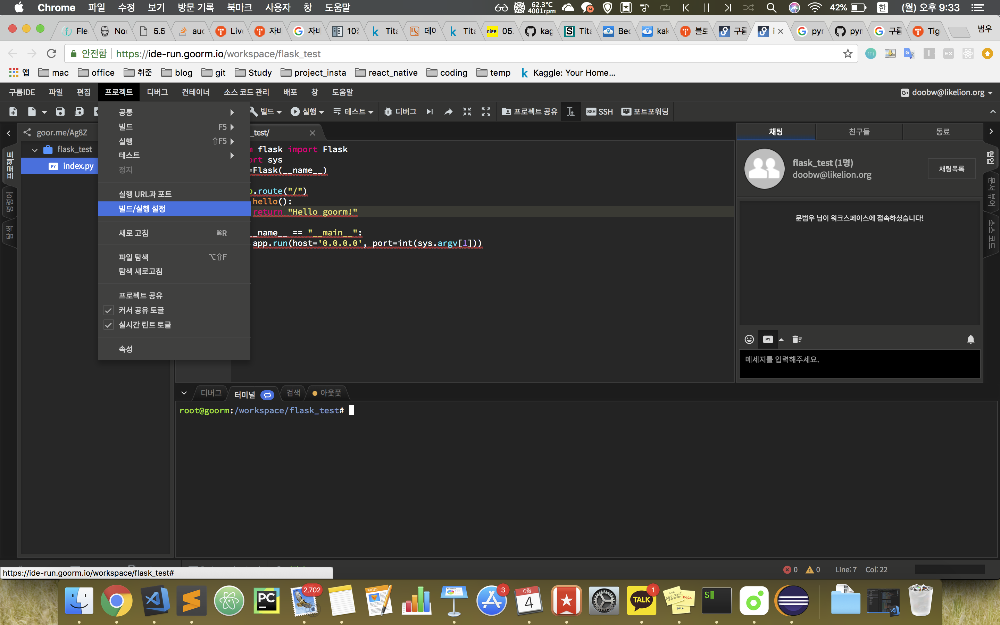 Chrome 파일 수정 보기 방문 기록 북마크 사용자 창 도움말 62.3°C 4001rpm 42% 한 (월) 오후 9:33
Fle Noc 5.5 auc Live 자비 자비 10 Tita 데이 Tita 05. kag Tita Bec kak 블로 구름 i pyn pyn 구름 Tig 범우
안전함 https://ide-run.goorm.io/workspace/flask_test
앱 mac office 취준 blog git Study project_insta react_native coding temp Kaggle: Your Home...
구름IDE 파일 편집 프로젝트 디버그 컨테이너 소스 코드 관리 배포 창 도움말 doobw@likelion.org
빌드 실행 테스트 디버그 프로젝트 공유 SSH SSH 포트포워딩
goor.me/Ag8Z
flask_test
PY index.py
프로젝트
명령어
탐색
공통
빌드 F5
실행 ⇧F5
테스트
정지
실행 URL과 포트
빌드/실행 설정
새로 고침 ⌘R
파일 탐색 ⌥⇧F
탐색 새로고침
프로젝트 공유
커서 공유 토글
실시간 린트 토글
속성
_test/
flask import Flask
ort sys
=Flask(__name__)
.route("/")
hello():
return "Hello goorm!"
_name__ == "__main__":
app.run(host='0.0.0.0', port=int(sys.argv[1]))
채팅 친구들 동료
flask_test (1명)
doobw@likelion.org
채팅목록
문범우 님이 워크스페이스에 접속하셨습니다!
PY
메세지를 입력해주세요.
협업
문서 뷰어
소스 코드
디버그 터미널 검색 아웃풋
root@goorm:/workspace/flask_test#
https://ide-run.goorm.io/workspace/flask_test#
0 0 Line: 7 Col: 22
PC 2,702 PAGES KEYNOTE 3 6월 4 TALK 1 $